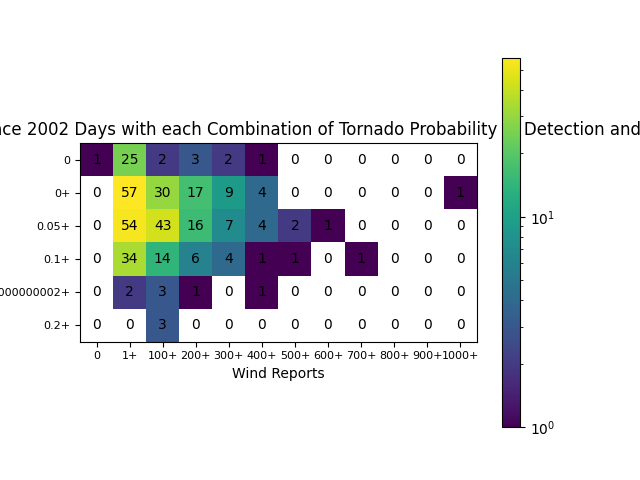 nce 2002 Days with each Combination of Tornado Probability Detection and
0 1 25 2 3 2 1 0 0 0 0 0 0
0+ 0 57 30 17 9 4 0 0 0 0 0 1
0.05+ 0 54 43 16 7 4 2 1 0 0 0 0
0.1+ 0 34 14 6 4 1 1 0 1 0 0 0
000000002+ 0 2 3 1 0 1 0 0 0 0 0 0
0.2+ 0 0 3 0 0 0 0 0 0 0 0 0
0 1+ 100+ 200+ 300+ 400+ 500+ 600+ 700+ 800+ 900+ 1000+
Wind Reports
10¹
10⁰